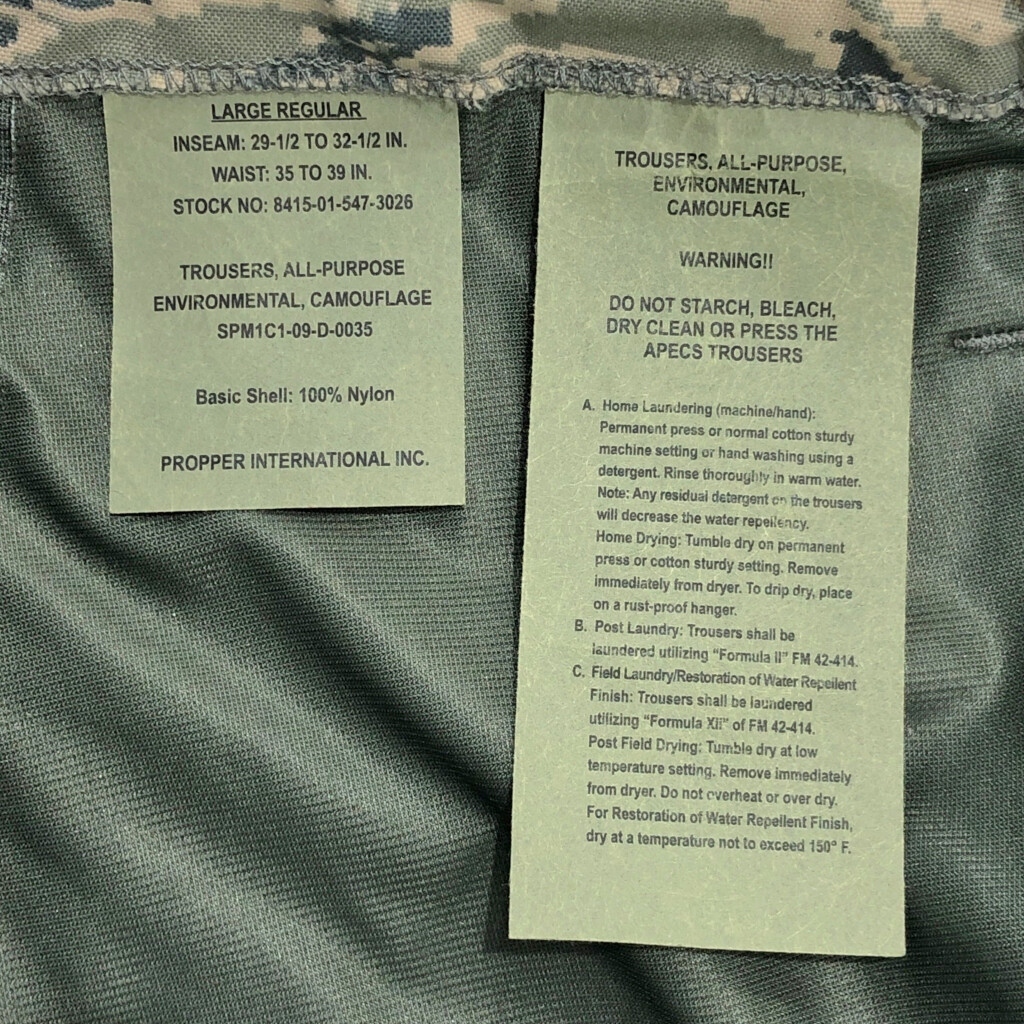 LARGE REGULAR
INSEAM: 29-1/2 TO 32-1/2 IN.
WAIST: 35 TO 39 IN.
STOCK NO: 8415-01-547-3026
TROUSERS, ALL-PURPOSE
ENVIRONMENTAL, CAMOUFLAGE
SPM1C1-09-D-0035
Basic Shell: 100% Nylon
PROPPER INTERNATIONAL INC.
TROUSERS, ALL-PURPOSE,
ENVIRONMENTAL,
CAMOUFLAGE
WARNING!!
DO NOT STARCH, BLEACH,
DRY CLEAN OR PRESS THE
APECS TROUSERS
A. Home Laundering (machine/hand):
Permanent press or normal cotton sturdy
machine setting or hand washing using a
detergent. Rinse thoroughly in warm water.
Note: Any residual detergent on the trousers
will decrease the water repellency.
Home Drying: Tumble dry on permanent
press or cotton sturdy setting. Remove
immediately from dryer. To drip dry, place
on a rust-proof hanger.
B. Post Laundry: Trousers shall be
laundered utilizing "Formula II" FM 42-414.
C. Field Laundry/Restoration of Water Repellent
Finish: Trousers shall be laundered
utilizing "Formula XII" of FM 42-414.
Post Field Drying: Tumble dry at low
temperature setting. Remove immediately
from dryer. Do not overheat or over dry.
For Restoration of Water Repellent Finish,
dry at a temperature not to exceed 150° F.